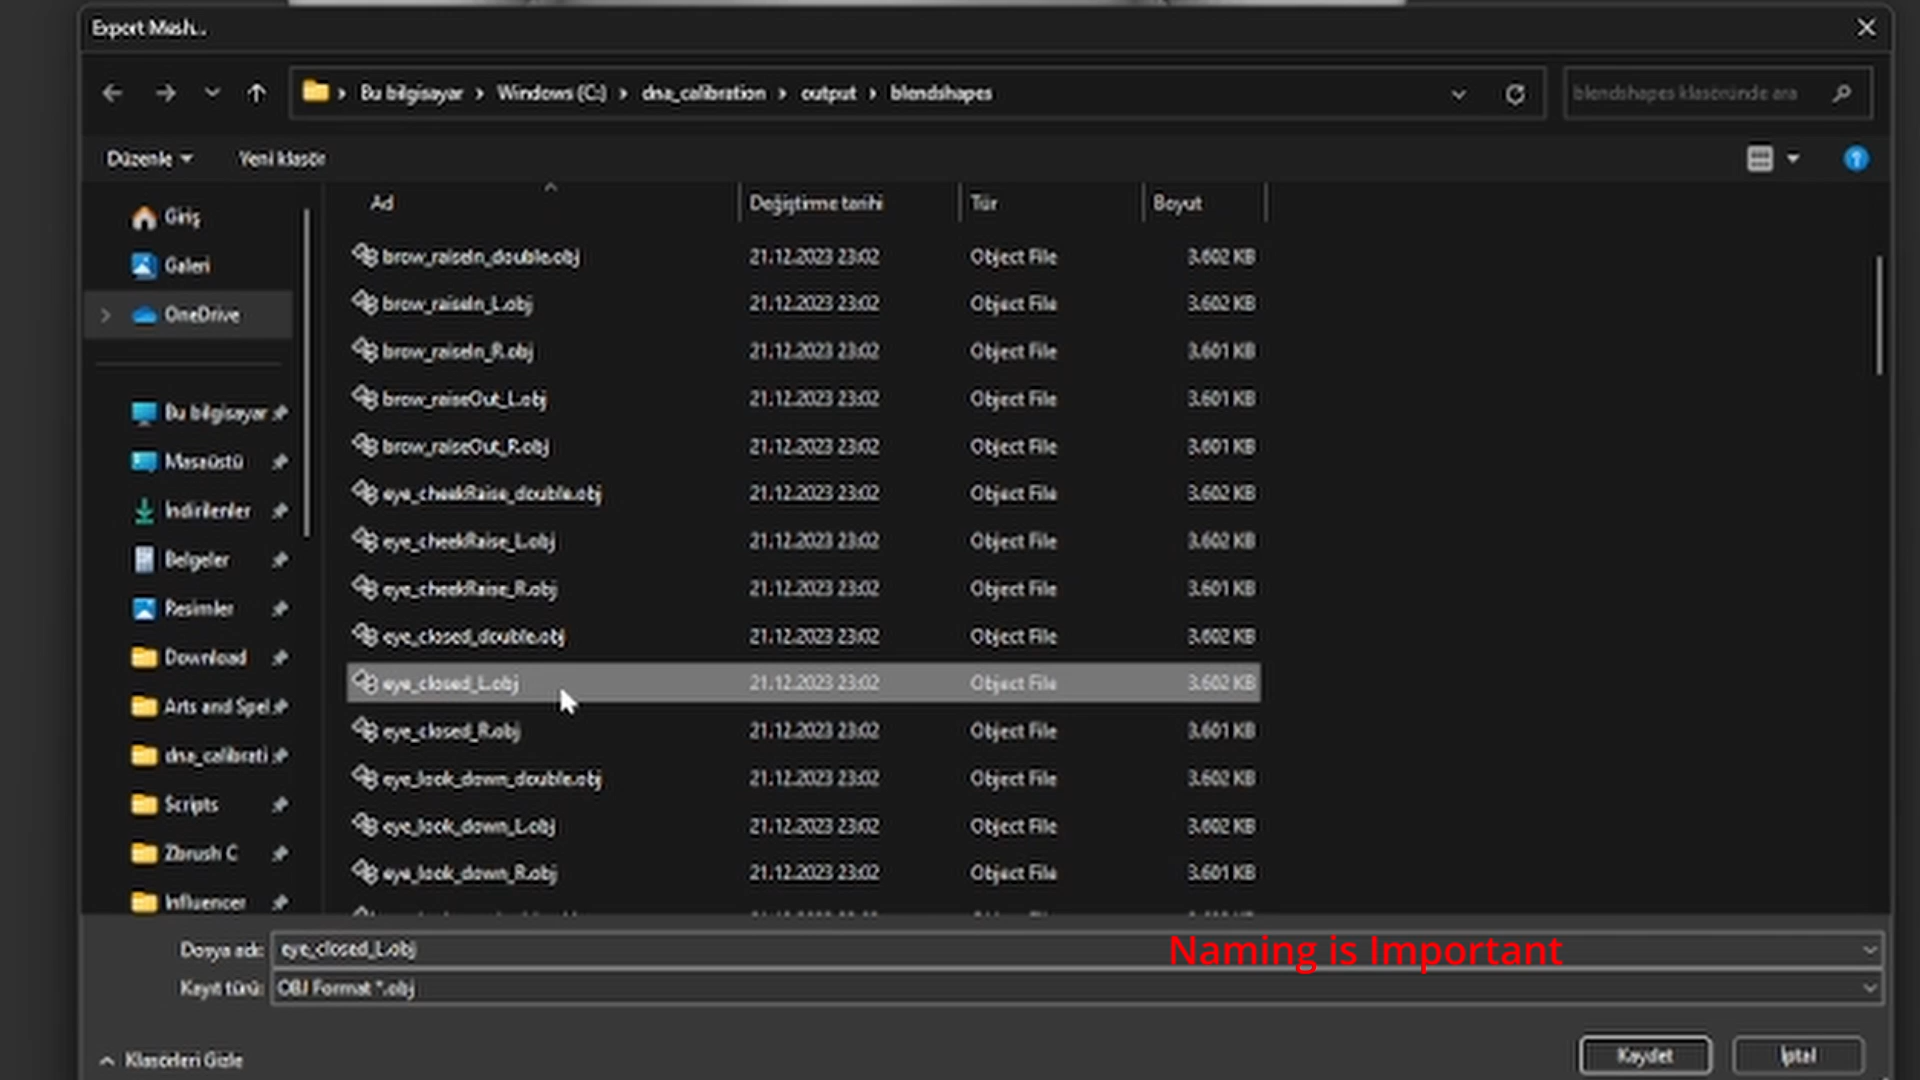 Export Mesh...
Bu bilgisayar > Windows (C:) > dna_calibration > output > blendshapes
blendshapes klasöründe ara
Düzenle
Yeni klasör
Ad Değiştirme tarihi Tür Boyut
Giriş
Galeri
OneDrive
Bu bilgisayar
Masaüstü
İndirilenler
Belgeler
Resimler
Download
Arts and Spel
dna_calibrati
Scripts
Zbrush C
Influencer
brow_raiseIn_double.obj 21.12.2023 23:02 Object File 3.602 KB
brow_raiseIn_L.obj 21.12.2023 23:02 Object File 3.602 KB
brow_raiseIn_R.obj 21.12.2023 23:02 Object File 3.601 KB
brow_raiseOut_L.obj 21.12.2023 23:02 Object File 3.601 KB
brow_raiseOut_R.obj 21.12.2023 23:02 Object File 3.601 KB
eye_cheekRaise_double.obj 21.12.2023 23:02 Object File 3.602 KB
eye_cheekRaise_L.obj 21.12.2023 23:02 Object File 3.602 KB
eye_cheekRaise_R.obj 21.12.2023 23:02 Object File 3.601 KB
eye_closed_double.obj 21.12.2023 23:02 Object File 3.602 KB
eye_closed_L.obj 21.12.2023 23:02 Object File 3.602 KB
eye_closed_R.obj 21.12.2023 23:02 Object File 3.601 KB
eye_look_down_double.obj 21.12.2023 23:02 Object File 3.602 KB
eye_look_down_L.obj 21.12.2023 23:02 Object File 3.602 KB
eye_look_down_R.obj 21.12.2023 23:02 Object File 3.601 KB
Dosya adı: eye_closed_L.obj
Naming is Important
Kayıt türü: OBJ Format *.obj
Klasörleri Gizle
Kaydet
İptal